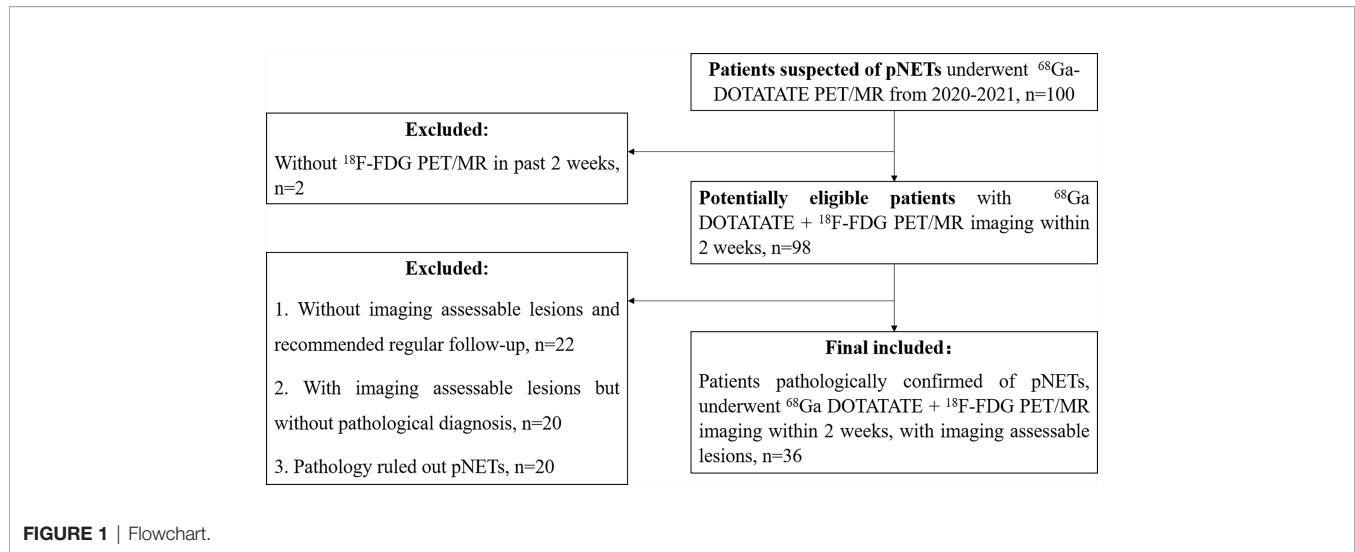 Patients suspected of pNETs underwent ⁶⁸Ga-
DOTATATE PET/MR from 2020-2021, n=100
Excluded:
Without ¹⁸F-FDG PET/MR in past 2 weeks,
n=2
Potentially eligible patients with ⁶⁸Ga
DOTATATE + ¹⁸F-FDG PET/MR imaging within
2 weeks, n=98
Excluded:
1. Without imaging assessable lesions and
recommended regular follow-up, n=22
2. With imaging assessable lesions but
without pathological diagnosis, n=20
3. Pathology ruled out pNETs, n=20
Final included：
Patients pathologically confirmed of pNETs,
underwent ⁶⁸Ga DOTATATE + ¹⁸F-FDG PET/MR
imaging within 2 weeks, with imaging assessable
lesions, n=36
FIGURE 1 | Flowchart.